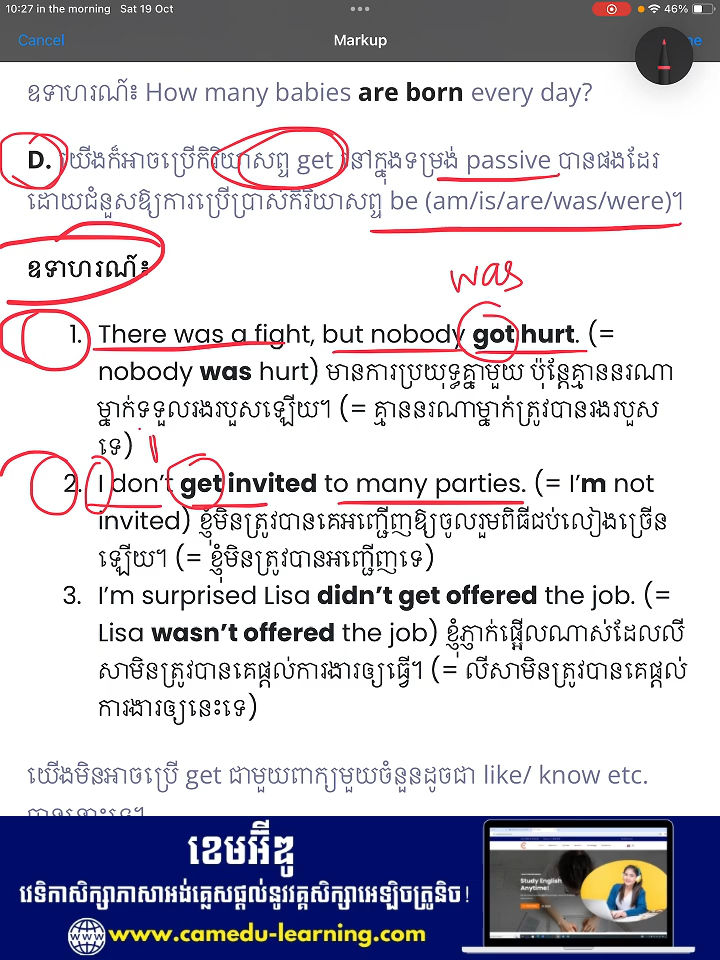 10:27 in the morning Sat 19 Oct
46%
Cancel
Markup
ឧទាហរណ៍៖ How many babies are born every day?
D. យើងក៏អាចប្រើកិរិយាសព្ទ get នៅក្នុងទម្រង់ passive បានផងដែរ
ដោយជំនួសឱ្យការប្រើប្រាស់កិរិយាសព្ទ be (am/is/are/was/were)។
ឧទាហរណ៍៖
was
1. There was a fight, but nobody got hurt. (=
nobody was hurt) មានការប្រយុទ្ធគ្នាមួយ ប៉ុន្តែគ្មាននរណា
ម្នាក់ទទួលរងរបួសឡើយ។ (= គ្មាននរណាម្នាក់ត្រូវបានរងរបួស
ទេ)
2. I don't get invited to many parties. (= I'm not
invited) ខ្ញុំមិនត្រូវបានគេអញ្ជើញឱ្យចូលរួមពិធីជប់លៀងច្រើន
ឡើយ។ (= ខ្ញុំមិនត្រូវបានអញ្ជើញទេ)
3. I'm surprised Lisa didn't get offered the job. (=
Lisa wasn't offered the job) ខ្ញុំភ្ញាក់ផ្អើលណាស់ដែលលី
សាមិនត្រូវបានគេផ្តល់ការងារឲ្យធ្វើ។ (= លីសាមិនត្រូវបានគេផ្តល់
ការងារឲ្យនេះទេ)
យើងមិនអាចប្រើ get ជាមួយពាក្យមួយចំនួនដូចជា like/ know etc.
ខេមអ៊ីឌូ
វេទិកាសិក្សាភាសាអង់គ្លេសផ្តល់នូវវគ្គសិក្សាអេឡិចត្រូនិច!
www.camedu-learning.com
Study English
Anytime!